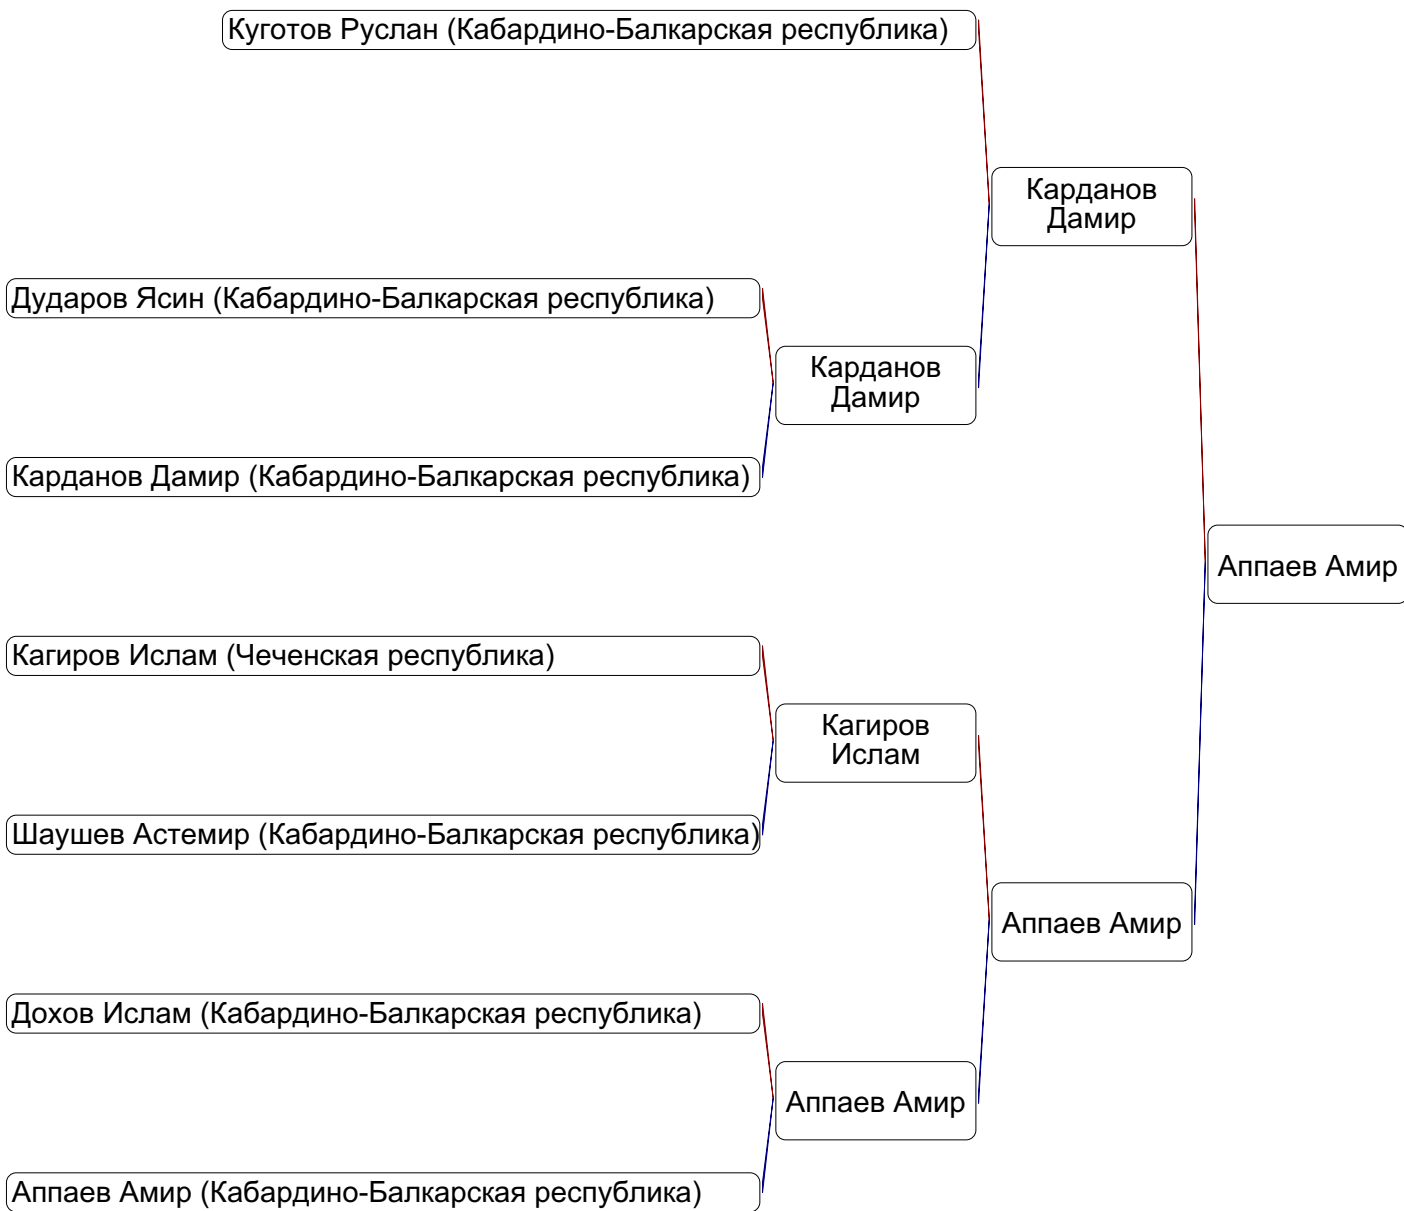 Куготов Руслан (Кабардино-Балкарская республика)
Карданов
Дамир
Дударов Ясин (Кабардино-Балкарская республика)
Карданов
Дамир
Карданов Дамир (Кабардино-Балкарская республика)
Аппаев Амир
Кагиров Ислам (Чеченская республика)
Кагиров
Ислам
Шаушев Астемир (Кабардино-Балкарская республика)
Аппаев Амир
Дохов Ислам (Кабардино-Балкарская республика)
Аппаев Амир
Аппаев Амир (Кабардино-Балкарская республика)